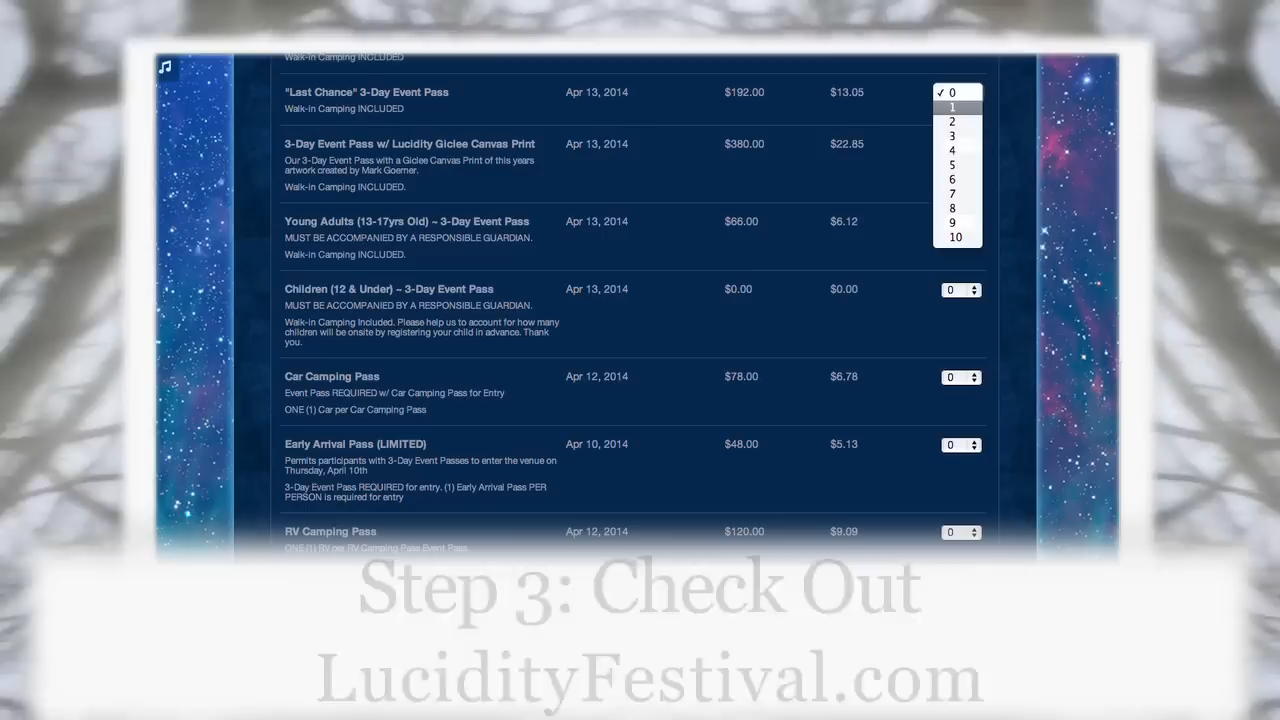 Walk-in Camping INCLUDED
"Last Chance" 3-Day Event Pass Apr 13, 2014 $192.00 $13.05 ✓ 0
Walk-in Camping INCLUDED
1
2
3
3-Day Event Pass w/ Lucidity Giclee Canvas Print Apr 13, 2014 $380.00 $22.85 4
Our 3-Day Event Pass with a Giclee Canvas Print of this years
artwork created by Mark Goerner.
5
Walk-in Camping INCLUDED.
6
7
8
Young Adults (13-17yrs Old) ~ 3-Day Event Pass Apr 13, 2014 $66.00 $6.12 9
MUST BE ACCOMPANIED BY A RESPONSIBLE GUARDIAN. 10
Walk-in Camping INCLUDED.
Children (12 & Under) ~ 3-Day Event Pass Apr 13, 2014 $0.00 $0.00 0
MUST BE ACCOMPANIED BY A RESPONSIBLE GUARDIAN.
Walk-in Camping Included. Please help us to account for how many
children will be onsite by registering your child in advance. Thank
you.
Car Camping Pass Apr 12, 2014 $78.00 $6.78 0
Event Pass REQUIRED w/ Car Camping Pass for Entry
ONE (1) Car per Car Camping Pass
Early Arrival Pass (LIMITED) Apr 10, 2014 $48.00 $5.13 0
Permits participants with 3-Day Event Passes to enter the venue on
Thursday, April 10th
3-Day Event Pass REQUIRED for entry. (1) Early Arrival Pass PER
PERSON is required for entry
RV Camping Pass Apr 12, 2014 $120.00 $9.09 0
ONE (1) RV per RV Camping Pass Event Pass.
Step 3: Check Out
LucidityFestival.com